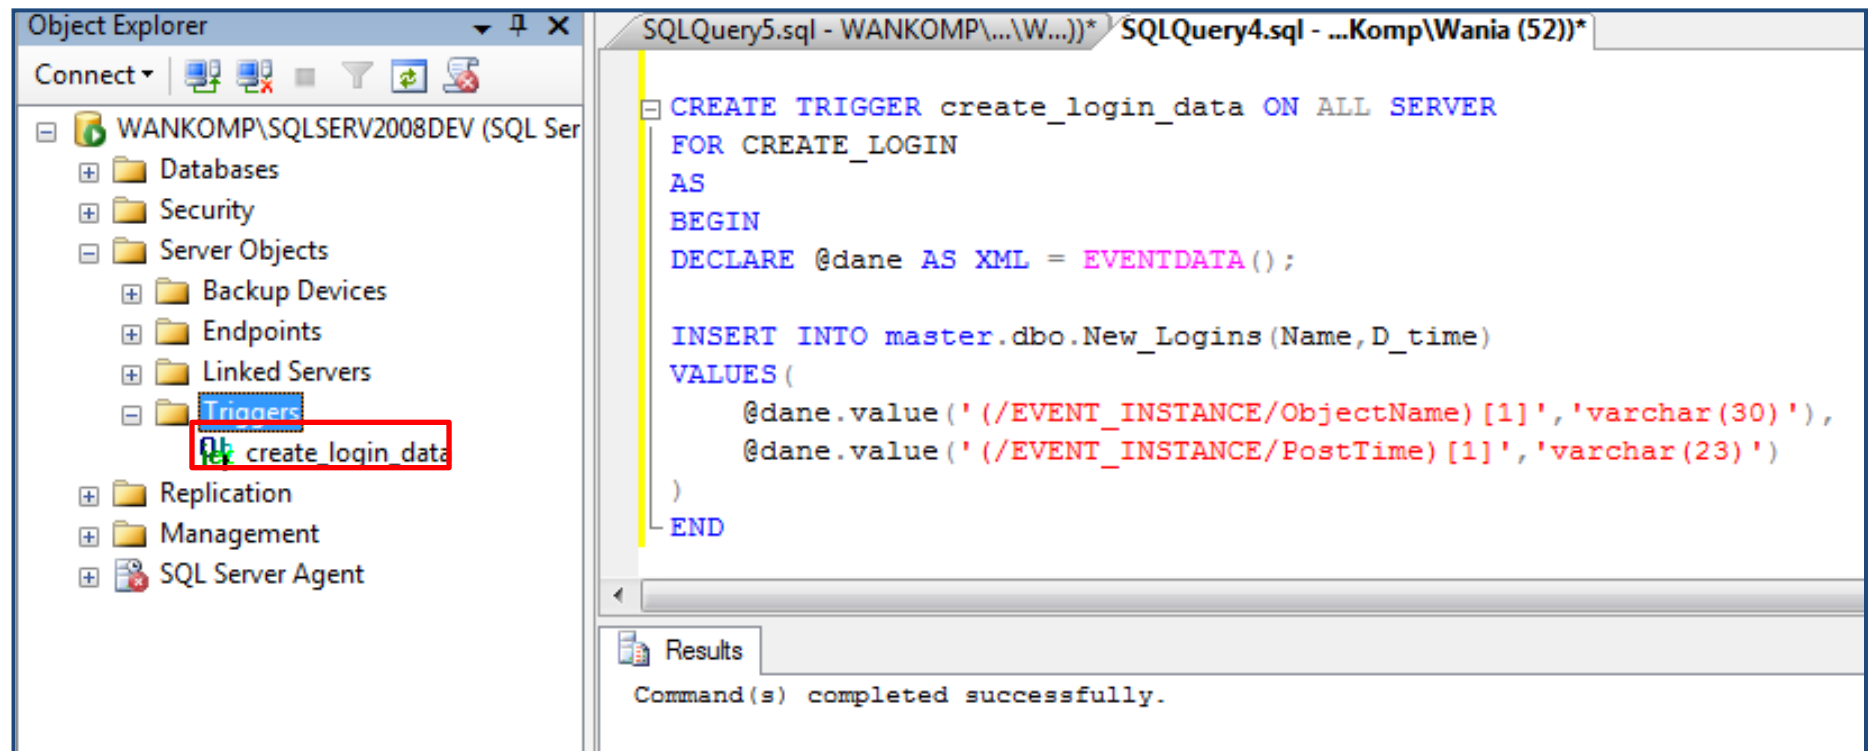 Object Explorer
Connect
WANKOMP\SQLSERV2008DEV (SQL Ser
Databases
Security
Server Objects
Backup Devices
Endpoints
Linked Servers
Triggers
create_login_data
Replication
Management
SQL Server Agent
SQLQuery5.sql - WANKOMP\...\W...))* SQLQuery4.sql - ...Komp\Wania (52))*
CREATE TRIGGER create_login_data ON ALL SERVER
FOR CREATE_LOGIN
AS
BEGIN
DECLARE @dane AS XML = EVENTDATA();
INSERT INTO master.dbo.New_Logins(Name,D_time)
VALUES(
@dane.value('(/EVENT_INSTANCE/ObjectName)[1]','varchar(30)'),
@dane.value('(/EVENT_INSTANCE/PostTime)[1]','varchar(23)')
)
END
Results
Command(s) completed successfully.